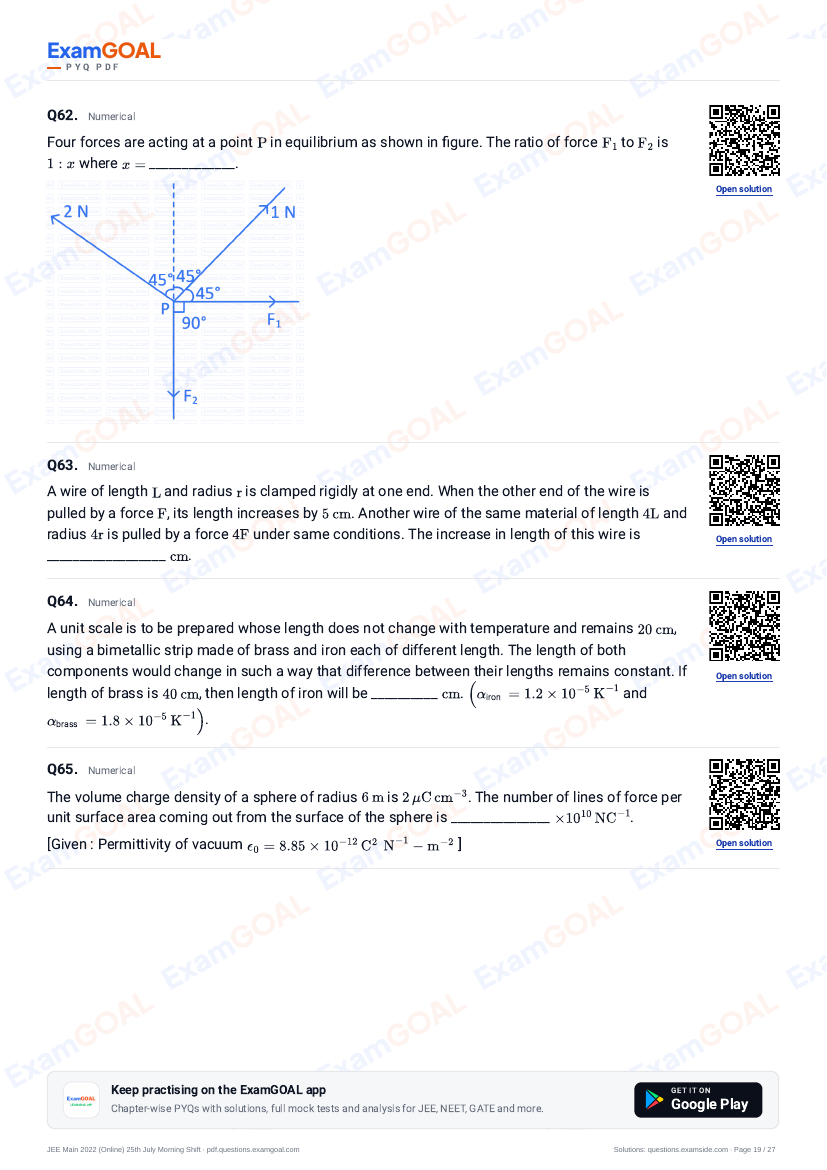 ExamGOAL
PYQ PDF
Q62. Numerical
Four forces are acting at a point P in equilibrium as shown in figure. The ratio of force F₁ to F₂ is
1 : x where x = _____________.
Open solution
2 N
1 N
45° 45°
45°
P
90°
F₁
F₂
Q63. Numerical
A wire of length L and radius r is clamped rigidly at one end. When the other end of the wire is
pulled by a force F, its length increases by 5 cm. Another wire of the same material of length 4L and
radius 4r is pulled by a force 4F under same conditions. The increase in length of this wire is
__________________ cm.
Open solution
Q64. Numerical
A unit scale is to be prepared whose length does not change with temperature and remains 20 cm,
using a bimetallic strip made of brass and iron each of different length. The length of both
components would change in such a way that difference between their lengths remains constant. If
length of brass is 40 cm, then length of iron will be __________ cm. (α_iron = 1.2 × 10⁻⁵ K⁻¹ and
α_brass = 1.8 × 10⁻⁵ K⁻¹).
Open solution
Q65. Numerical
The volume charge density of a sphere of radius 6 m is 2 μC cm⁻³. The number of lines of force per
unit surface area coming out from the surface of the sphere is _______________ ×10¹⁰ NC⁻¹.
[Given : Permittivity of vacuum ϵ₀ = 8.85 × 10⁻¹² C² N⁻¹ − m⁻² ]
Open solution
Keep practising on the ExamGOAL app
Chapter-wise PYQs with solutions, full mock tests and analysis for JEE, NEET, GATE and more.
GET IT ON
Google Play
JEE Main 2022 (Online) 25th July Morning Shift · pdf.questions.examgoal.com
Solutions: questions.examside.com · Page 19 / 27